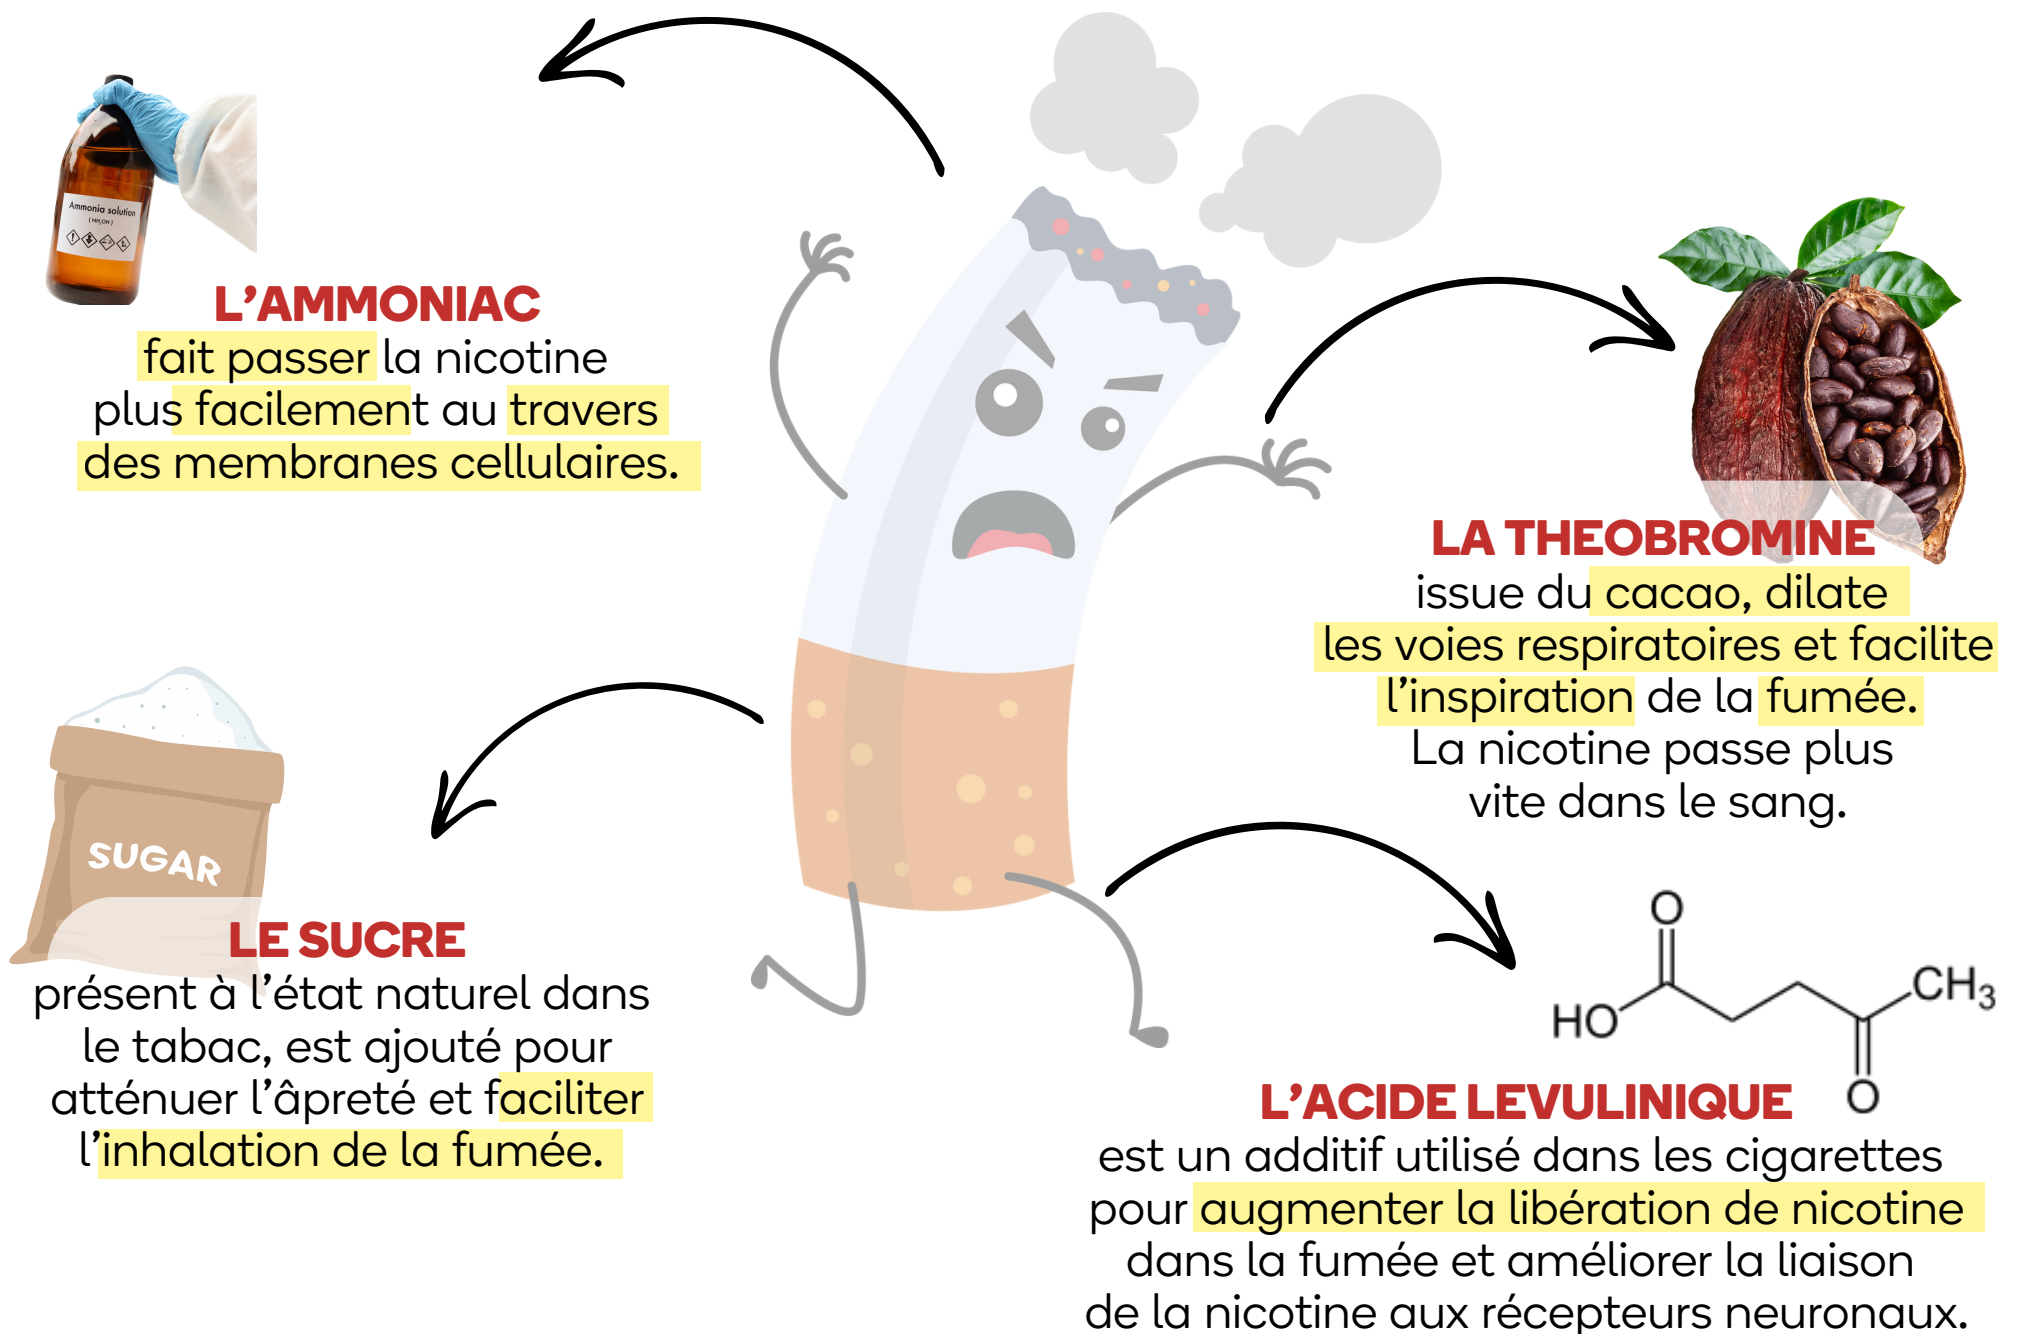 Ammonia solution
( NH₄OH )
L’AMMONIAC
fait passer la nicotine
plus facilement au travers
des membranes cellulaires.
LA THEOBROMINE
issue du cacao, dilate
les voies respiratoires et facilite
l’inspiration de la fumée.
La nicotine passe plus
vite dans le sang.
SUGAR
LE SUCRE
présent à l’état naturel dans
le tabac, est ajouté pour
atténuer l’âpreté et faciliter
l’inhalation de la fumée.
O
HO
CH₃
O
L’ACIDE LEVULINIQUE
est un additif utilisé dans les cigarettes
pour augmenter la libération de nicotine
dans la fumée et améliorer la liaison
de la nicotine aux récepteurs neuronaux.